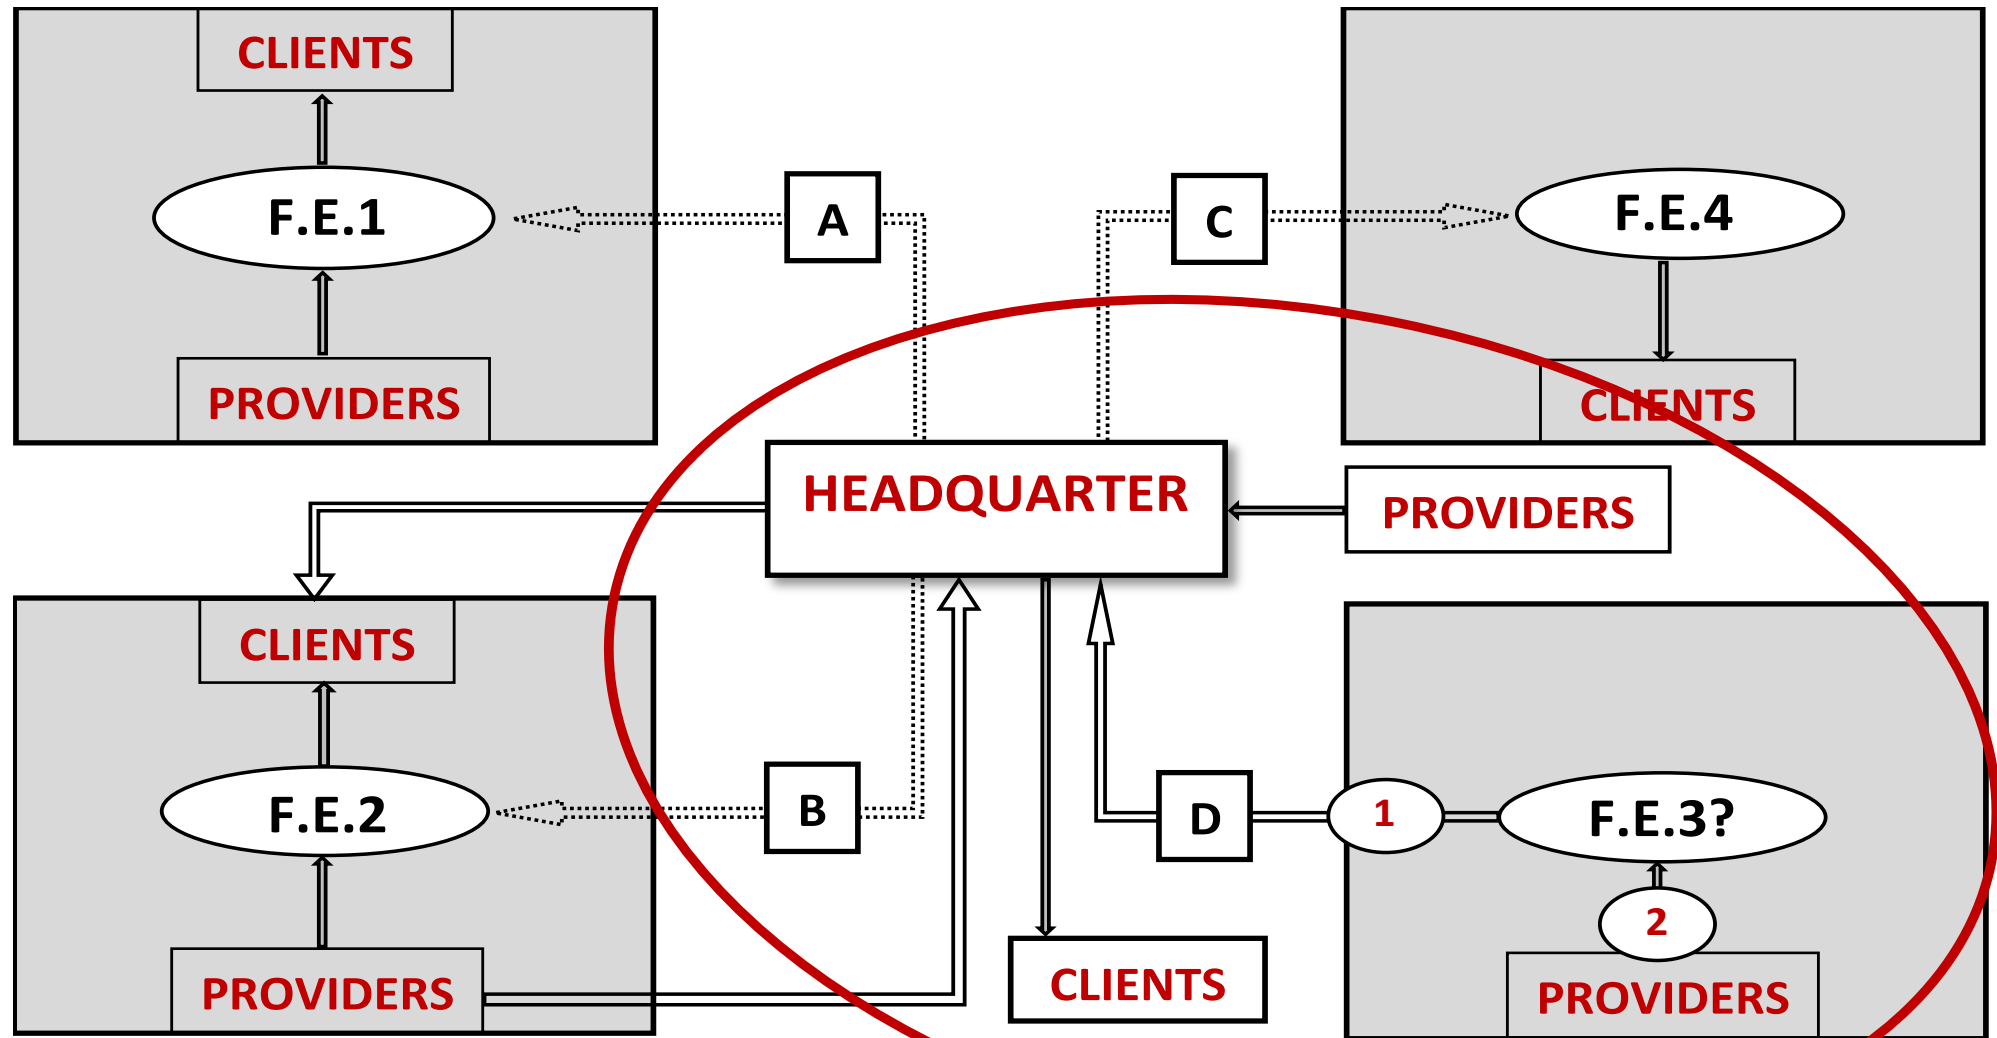 CLIENTS
F.E.1
PROVIDERS
A
C
F.E.4
CLIENTS
HEADQUARTER
PROVIDERS
CLIENTS
F.E.2
PROVIDERS
B
D
1
F.E.3?
2
PROVIDERS
CLIENTS